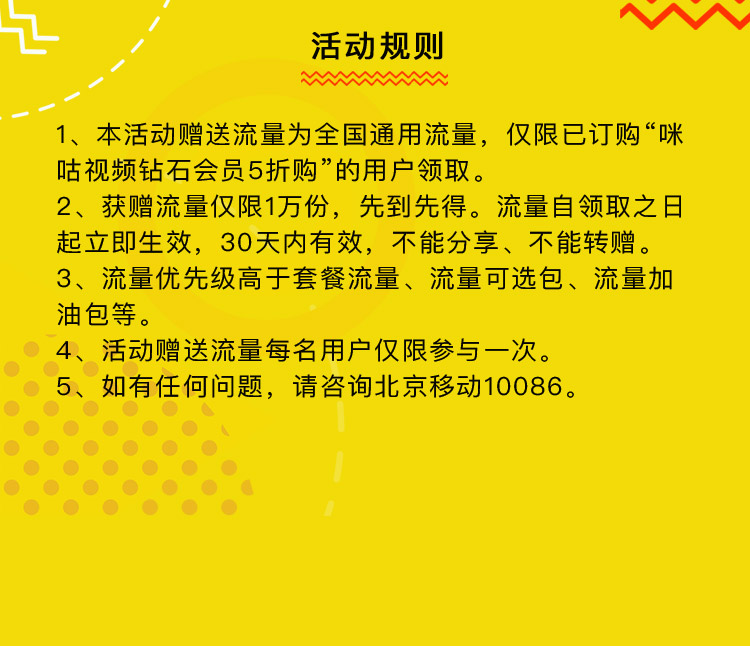 活动规则
1、本活动赠送流量为全国通用流量，仅限已订购“咪
咕视频钻石会员5折购”的用户领取。
2、获赠流量仅限1万份，先到先得。流量自领取之日
起立即生效，30天内有效，不能分享、不能转赠。
3、流量优先级高于套餐流量、流量可选包、流量加
油包等。
4、活动赠送流量每名用户仅限参与一次。
5、如有任何问题，请咨询北京移动10086。